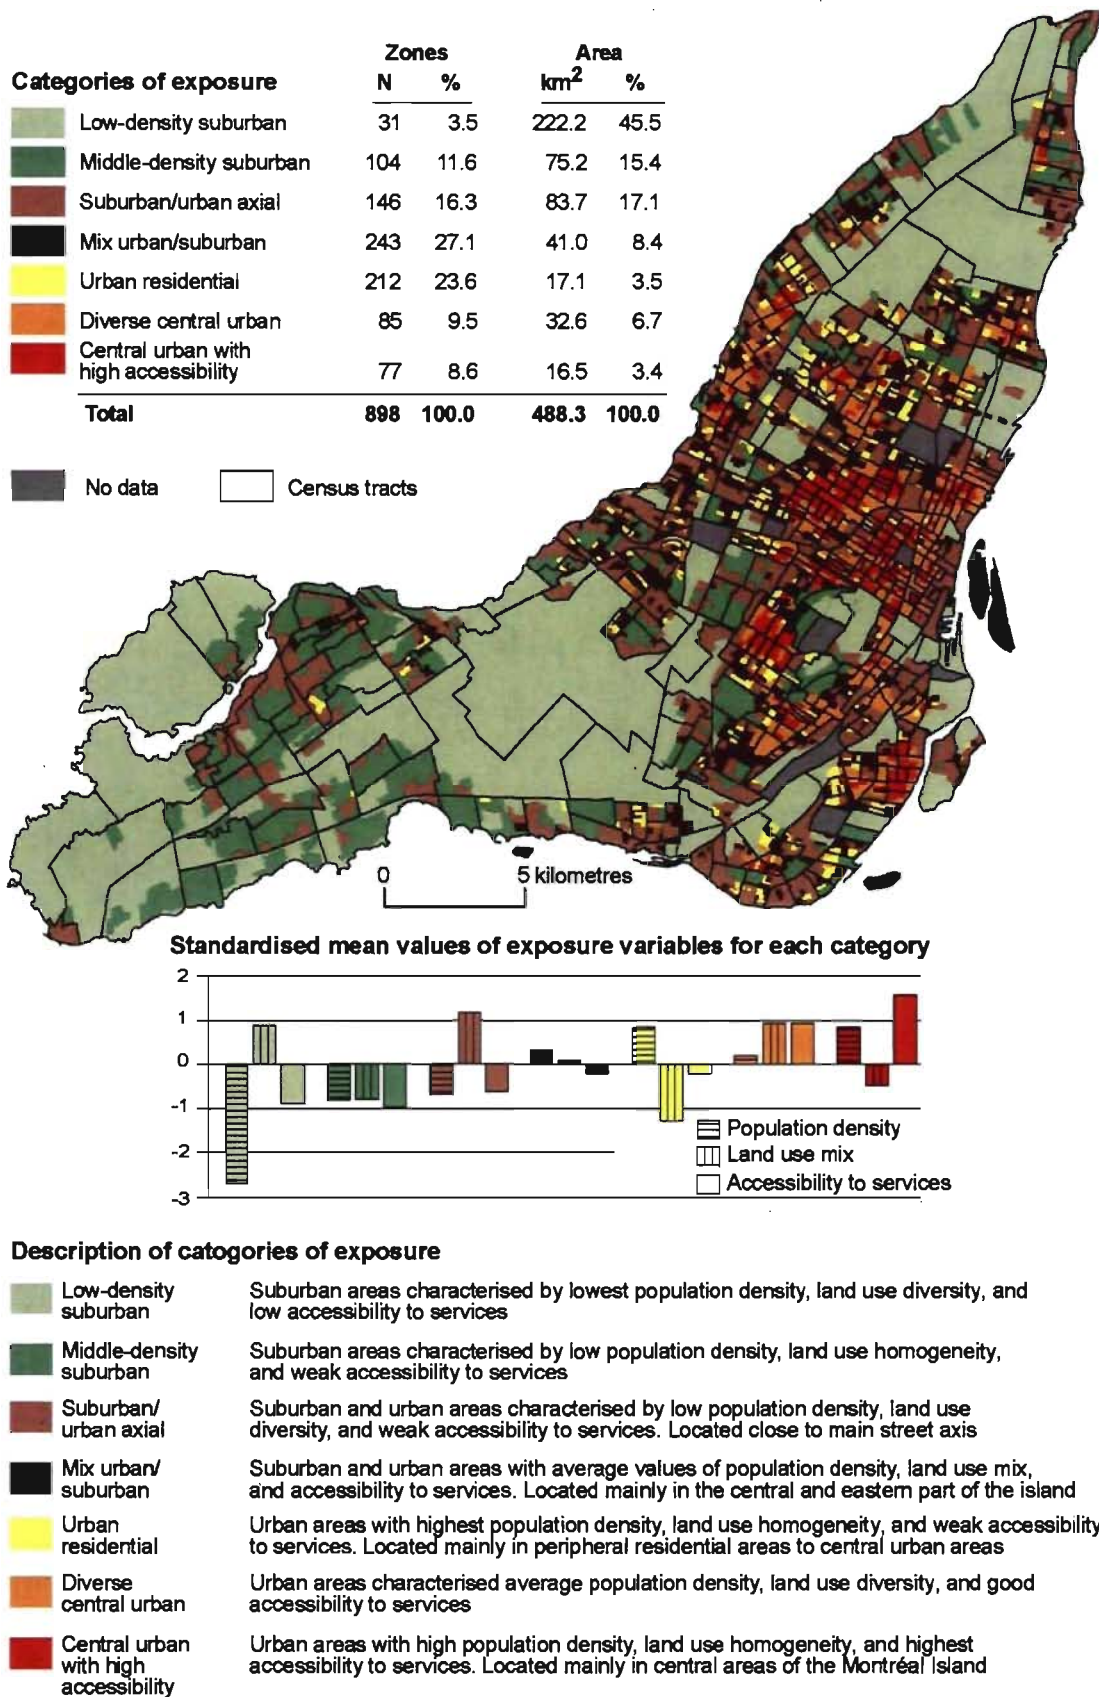 Zones Area
Categories of exposure N % km² %
Low-density suburban 31 3.5 222.2 45.5
Middle-density suburban 104 11.6 75.2 15.4
Suburban/urban axial 146 16.3 83.7 17.1
Mix urban/suburban 243 27.1 41.0 8.4
Urban residential 212 23.6 17.1 3.5
Diverse central urban 85 9.5 32.6 6.7
Central urban with
high accessibility 77 8.6 16.5 3.4
Total 898 100.0 488.3 100.0
No data Census tracts
0 5 kilometres
Standardised mean values of exposure variables for each category
2
1
0
-1
-2
-3
Population density
Land use mix
Accessibility to services
Description of catogories of exposure
Low-density Suburban areas characterised by lowest population density, land use diversity, and
suburban low accessibility to services
Middle-density Suburban areas characterised by low population density, land use homogeneity,
suburban and weak accessibility to services
Suburban/ Suburban and urban areas characterised by low population density, land use
urban axial diversity, and weak accessibility to services. Located close to main street axis
Mix urban/ Suburban and urban areas with average values of population density, land use mix,
suburban and accessibility to services. Located mainly in the central and eastern part of the island
Urban Urban areas with highest population density, land use homogeneity, and weak accessibility
residential to services. Located mainly in peripheral residential areas to central urban areas
Diverse Urban areas characterised average population density, land use diversity, and good
central urban accessibility to services
Central urban Urban areas with high population density, land use homogeneity, and highest
with high accessibility to services. Located mainly in central areas of the Montréal Island
accessibility